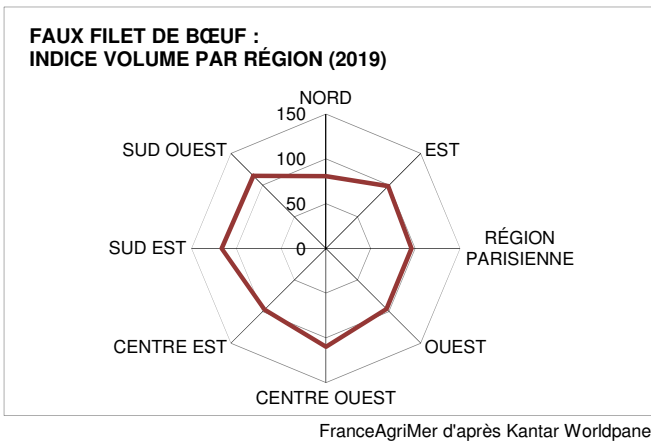 FAUX FILET DE BŒUF :
INDICE VOLUME PAR RÉGION (2019)
NORD
150
SUD OUEST
EST
100
50
SUD EST
0
RÉGION
PARISIENNE
CENTRE EST
OUEST
CENTRE OUEST
FranceAgriMer d'après Kantar Worldpane